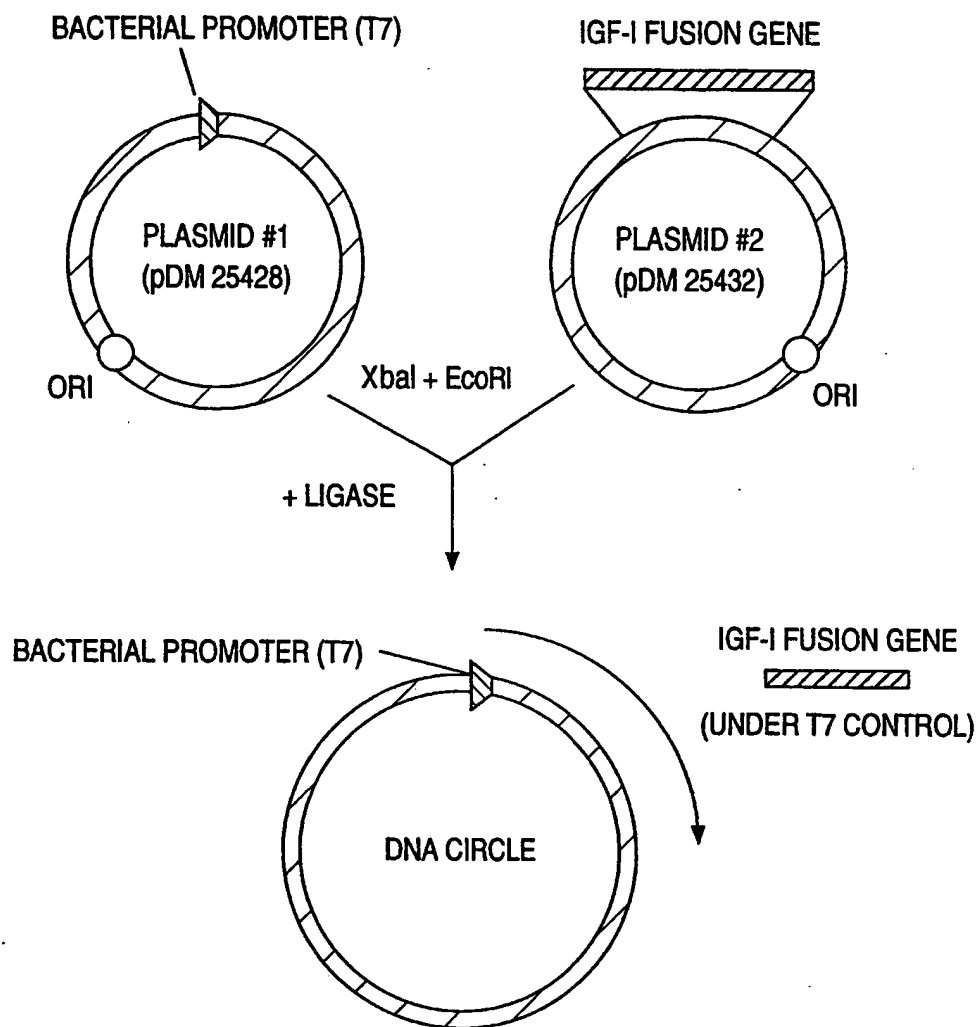 BACTERIAL PROMOTER (T7)
IGF-I FUSION GENE
PLASMID #1
(pDM 25428)
PLASMID #2
(pDM 25432)
ORI
XbaI + EcoRI
ORI
+ LIGASE
BACTERIAL PROMOTER (T7)
IGF-I FUSION GENE
(UNDER T7 CONTROL)
DNA CIRCLE